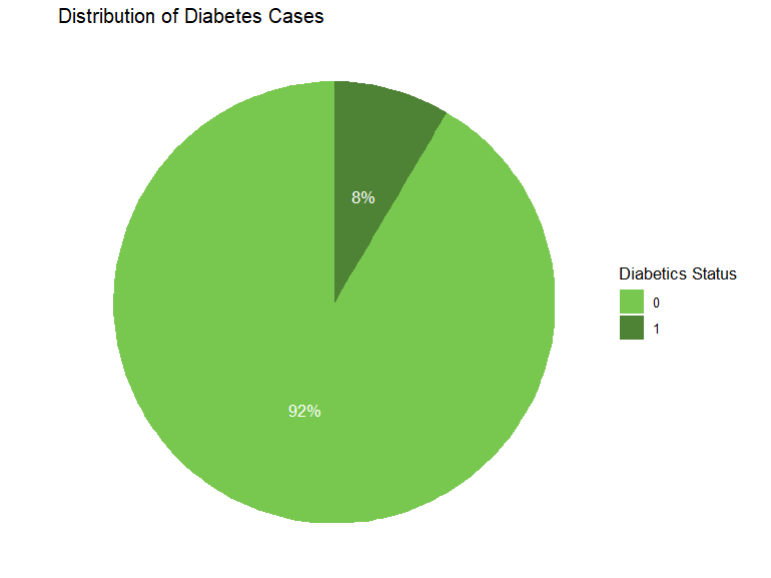 Distribution of Diabetes Cases
8%
92%
Diabetics Status
0
1